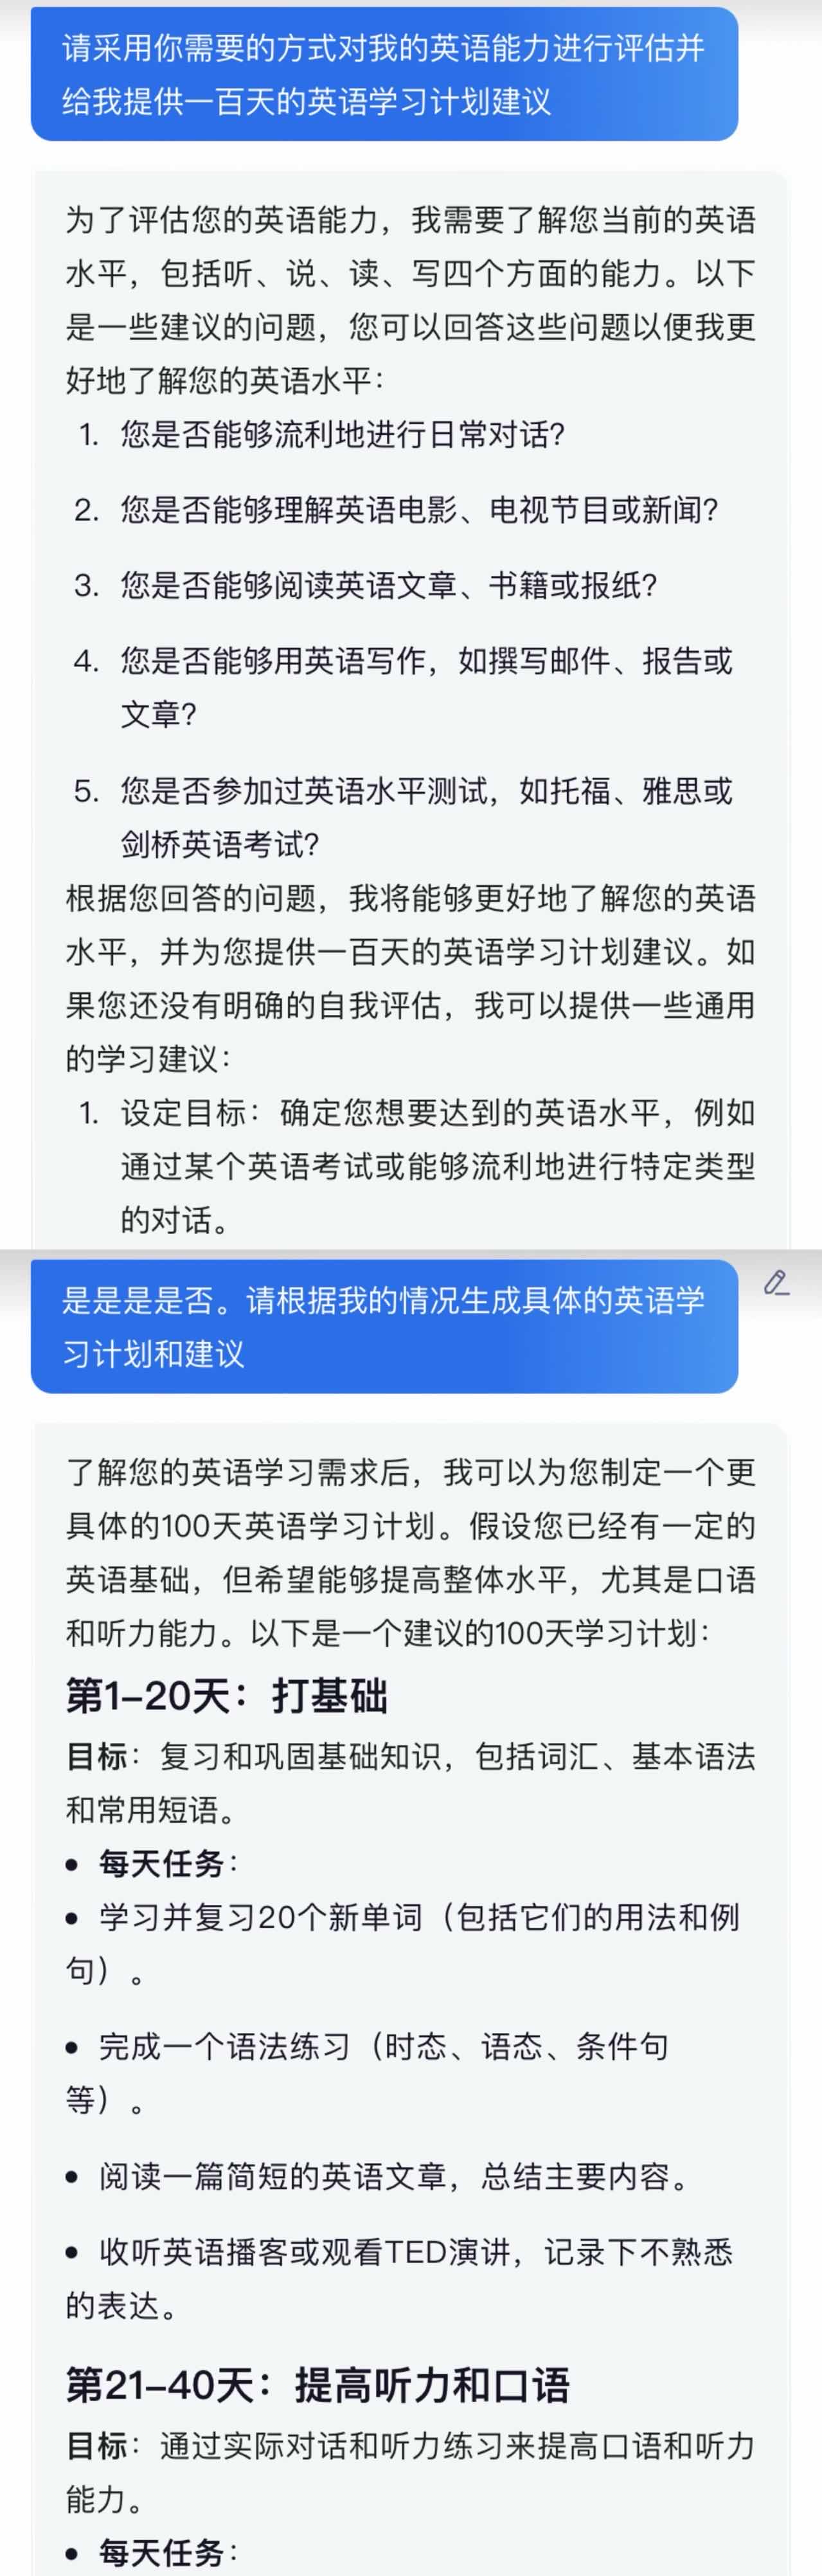 请采用你需要的方式对我的英语能力进行评估并
给我提供一百天的英语学习计划建议
为了评估您的英语能力，我需要了解您当前的英语
水平，包括听、说、读、写四个方面的能力。以下
是一些建议的问题，您可以回答这些问题以便我更
好地了解您的英语水平：
1. 您是否能够流利地进行日常对话？
2. 您是否能够理解英语电影、电视节目或新闻？
3. 您是否能够阅读英语文章、书籍或报纸？
4. 您是否能够用英语写作，如撰写邮件、报告或
文章？
5. 您是否参加过英语水平测试，如托福、雅思或
剑桥英语考试？
根据您回答的问题，我将能够更好地了解您的英语
水平，并为您提供一百天的英语学习计划建议。如
果您还没有明确的自我评估，我可以提供一些通用
的学习建议：
1. 设定目标：确定您想要达到的英语水平，例如
通过某个英语考试或能够流利地进行特定类型
的对话。
是是是是否。请根据我的情况生成具体的英语学
习计划和建议
了解您的英语学习需求后，我可以为您制定一个更
具体的100天英语学习计划。假设您已经有一定的
英语基础，但希望能够提高整体水平，尤其是口语
和听力能力。以下是一个建议的100天学习计划：
第1–20天：打基础
目标：复习和巩固基础知识，包括词汇、基本语法
和常用短语。
• 每天任务：
• 学习并复习20个新单词（包括它们的用法和例
句）。
• 完成一个语法练习（时态、语态、条件句
等）。
• 阅读一篇简短的英语文章，总结主要内容。
• 收听英语播客或观看TED演讲，记录下不熟悉
的表达。
第21–40天：提高听力和口语
目标：通过实际对话和听力练习来提高口语和听力
能力。
• 每天任务：